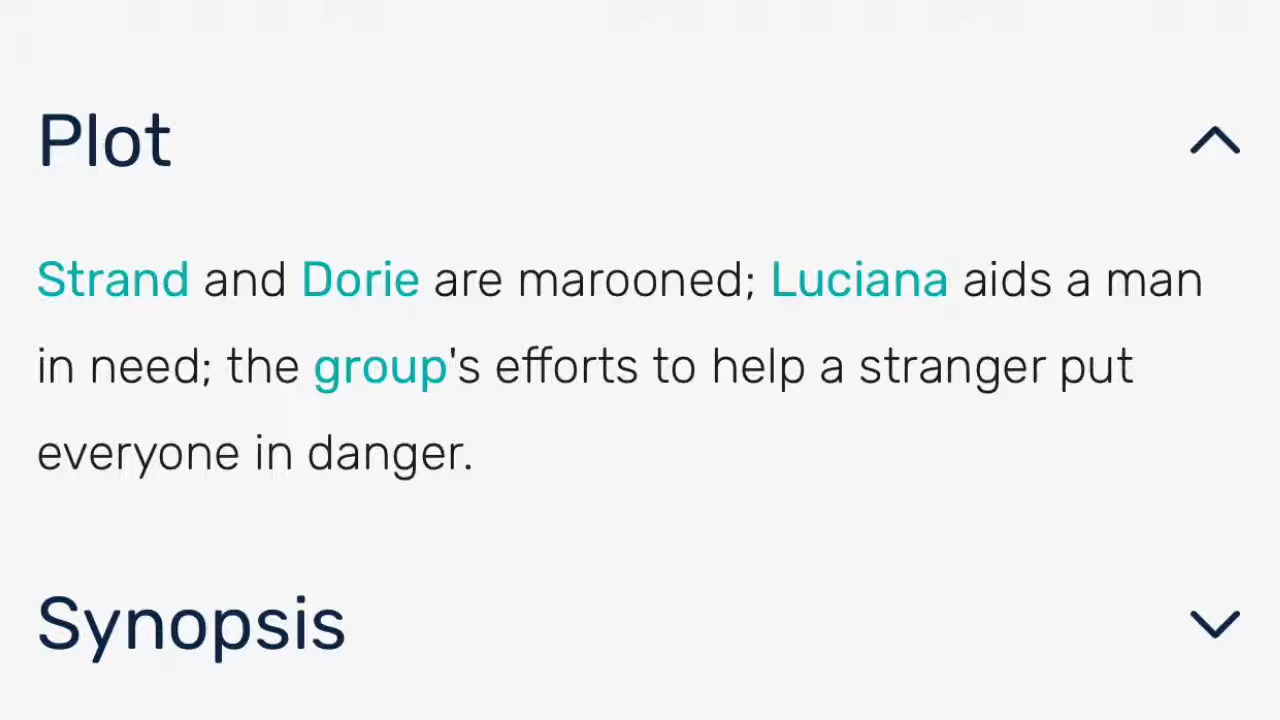 Plot
Strand and Dorie are marooned; Luciana aids a man
in need; the group's efforts to help a stranger put
everyone in danger.
Synopsis